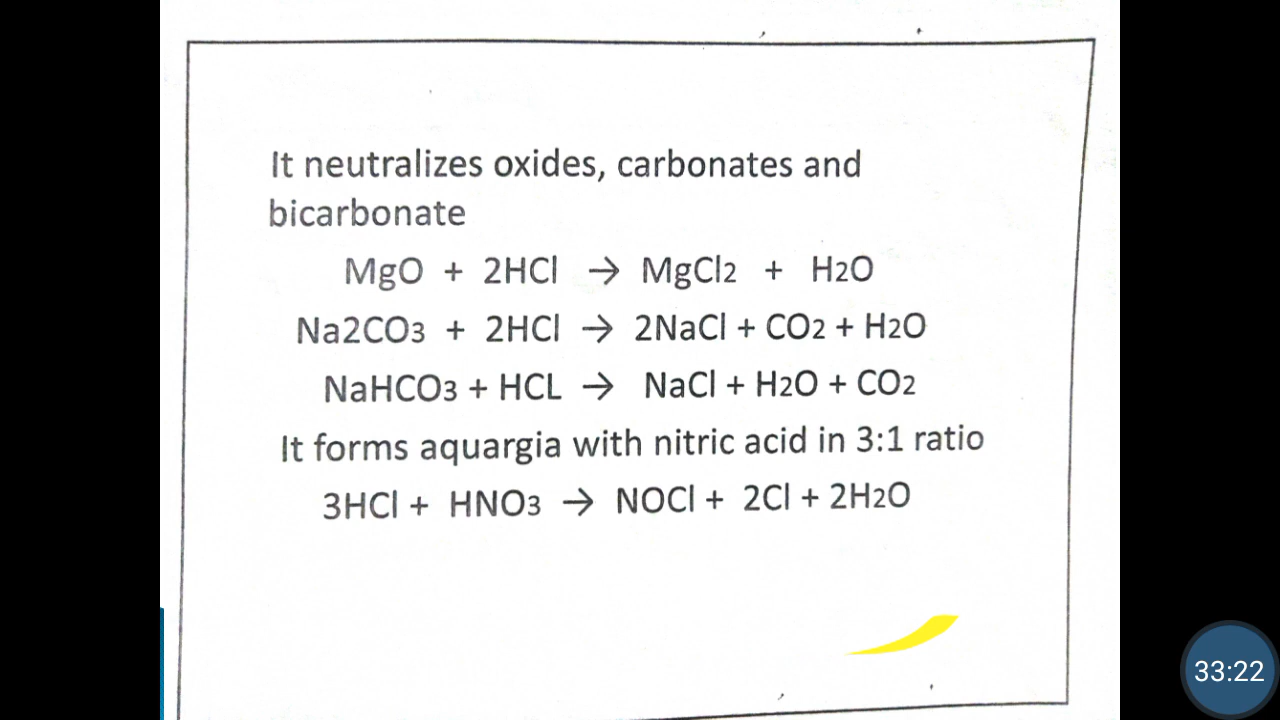 It neutralizes oxides, carbonates and
bicarbonate
MgO + 2HCl → MgCl2 + H2O
Na2CO3 + 2HCl → 2NaCl + CO2 + H2O
NaHCO3 + HCL → NaCl + H2O + CO2
It forms aquargia with nitric acid in 3:1 ratio
3HCl + HNO3 → NOCl + 2Cl + 2H2O
33:22